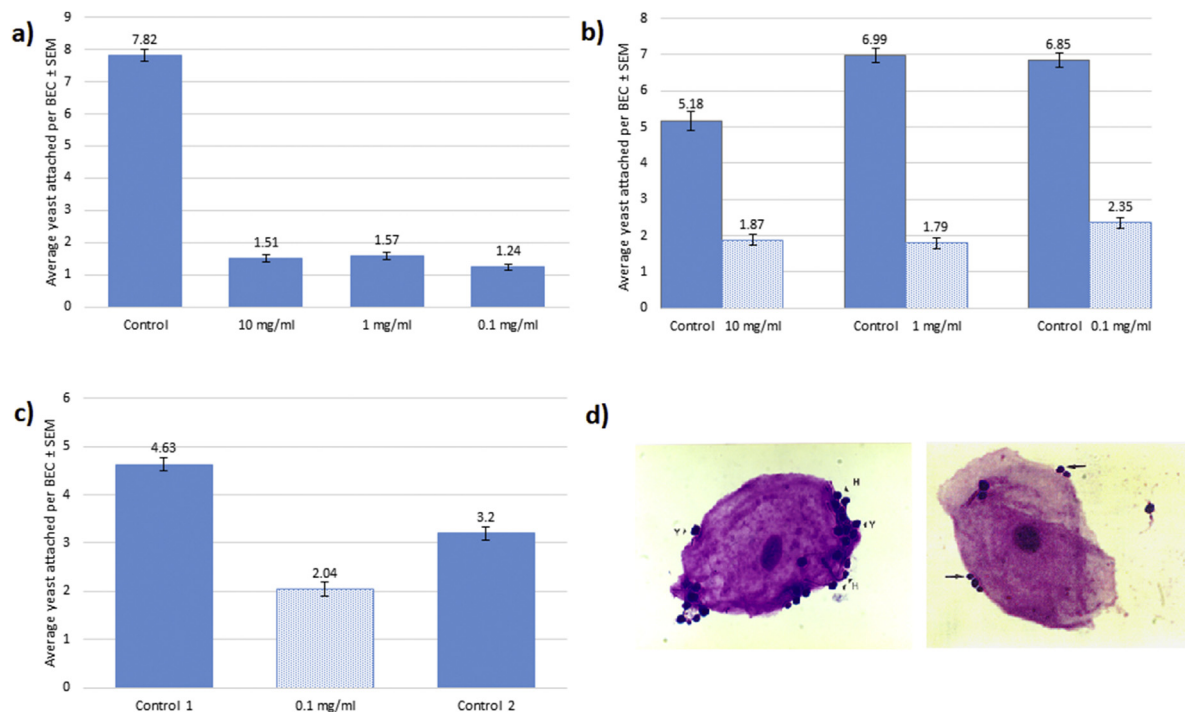 a)
Average yeast attached per BEC ± SEM
9
8
7
6
5
4
3
2
1
0
7.82
1.51
1.57
1.24
Control 10 mg/ml 1 mg/ml 0.1 mg/ml
b)
Average yeast attached per BEC ± SEM
8
7
6
5
4
3
2
1
0
5.18
1.87
6.99
1.79
6.85
2.35
Control 10 mg/ml Control 1 mg/ml Control 0.1 mg/ml
c)
Average yeast attached per BEC ± SEM
6
5
4
3
2
1
0
4.63
2.04
3.2
Control 1 0.1 mg/ml Control 2
d)
H
Y
Y
H